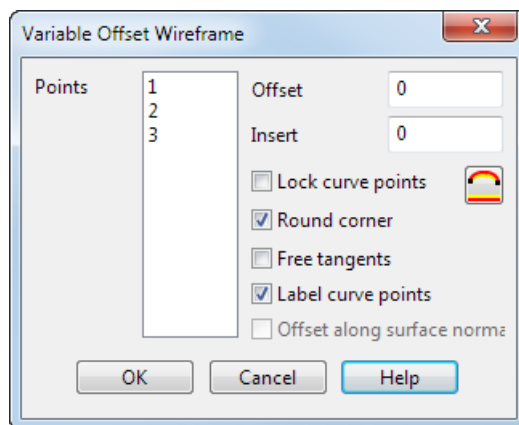 Variable Offset Wireframe
Points
1
2
3
Offset 0
Insert 0
Lock curve points
Round corner
Free tangents
Label curve points
Offset along surface norma
OK Cancel Help